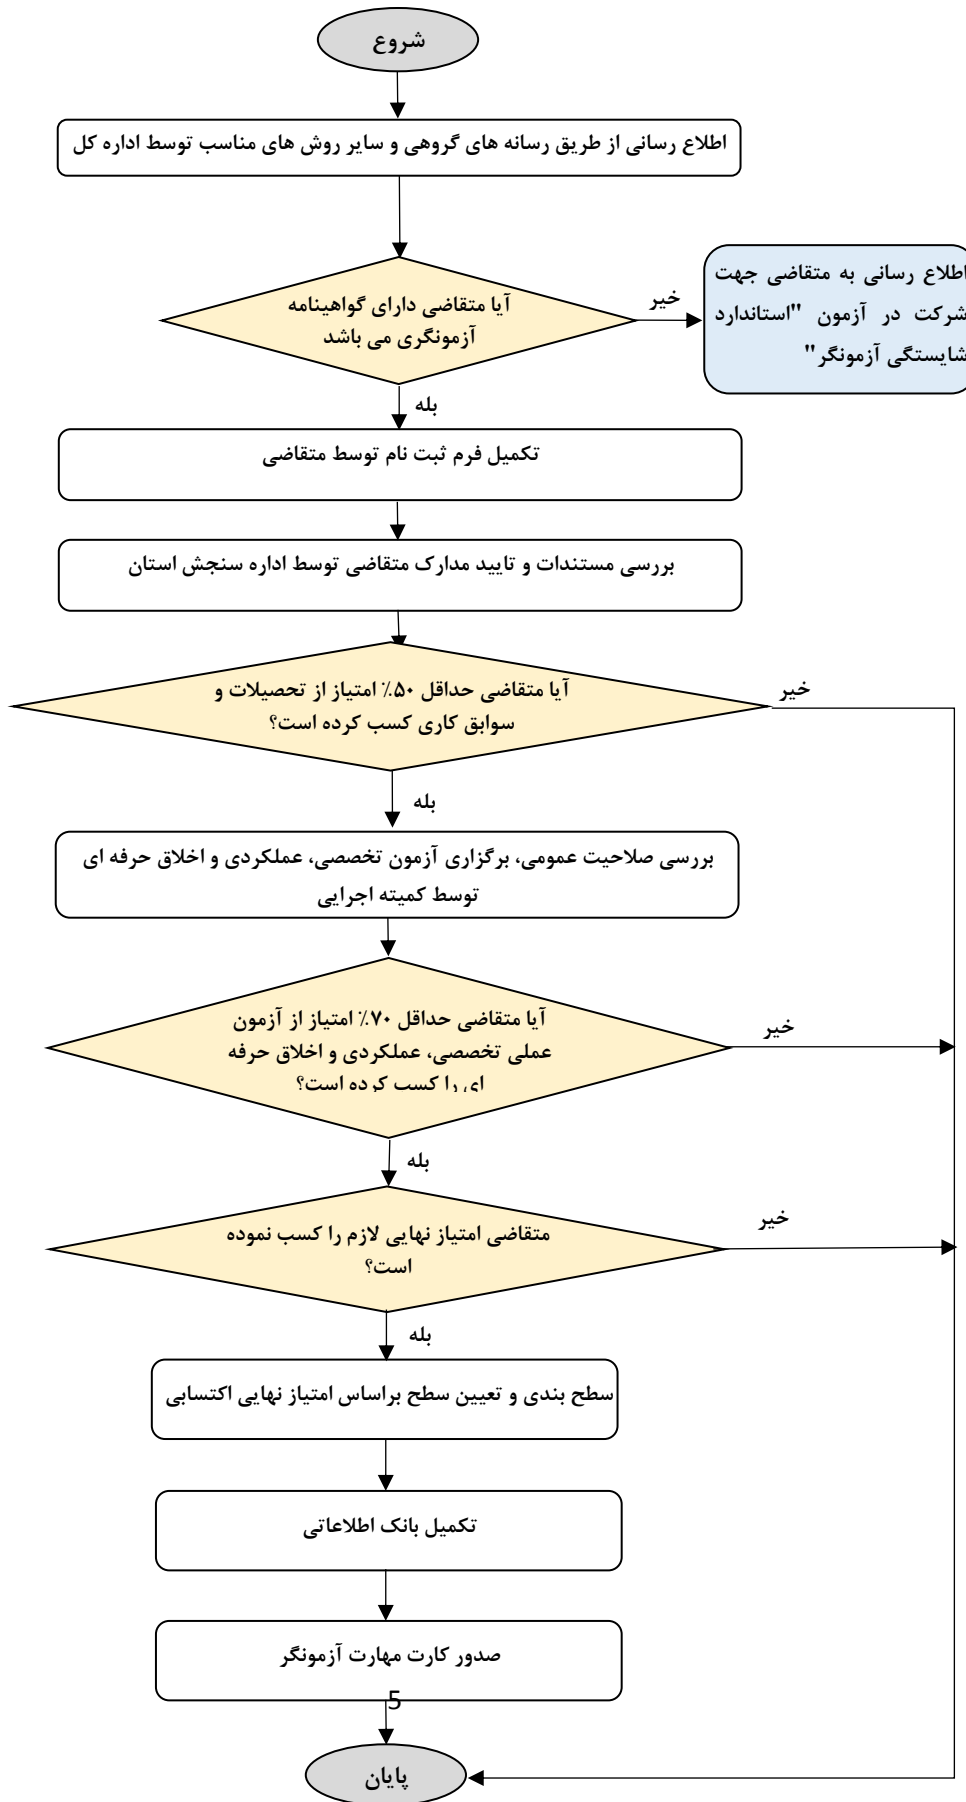 شروع
اطلاع رسانی از طریق رسانه های گروهی و سایر روش های مناسب توسط اداره کل
آیا متقاضی دارای گواهینامه
آزمونگری می باشد
خیر
اطلاع رسانی به متقاضی جهت
شرکت در آزمون "استاندارد
شایستگی آزمونگر"
بله
تکمیل فرم ثبت نام توسط متقاضی
بررسی مستندات و تایید مدارک متقاضی توسط اداره سنجش استان
آیا متقاضی حداقل ۵۰٪ امتیاز از تحصیلات و
سوابق کاری کسب کرده است؟
خیر
بله
بررسی صلاحیت عمومی، برگزاری آزمون تخصصی، عملکردی و اخلاق حرفه ای
توسط کمیته اجرایی
آیا متقاضی حداقل ۷۰٪ امتیاز از آزمون
عملی تخصصی، عملکردی و اخلاق حرفه
ای را کسب کرده است؟
خیر
بله
متقاضی امتیاز نهایی لازم را کسب نموده
است؟
خیر
بله
سطح بندی و تعیین سطح براساس امتیاز نهایی اکتسابی
تکمیل بانک اطلاعاتی
صدور کارت مهارت آزمونگر
5
پایان